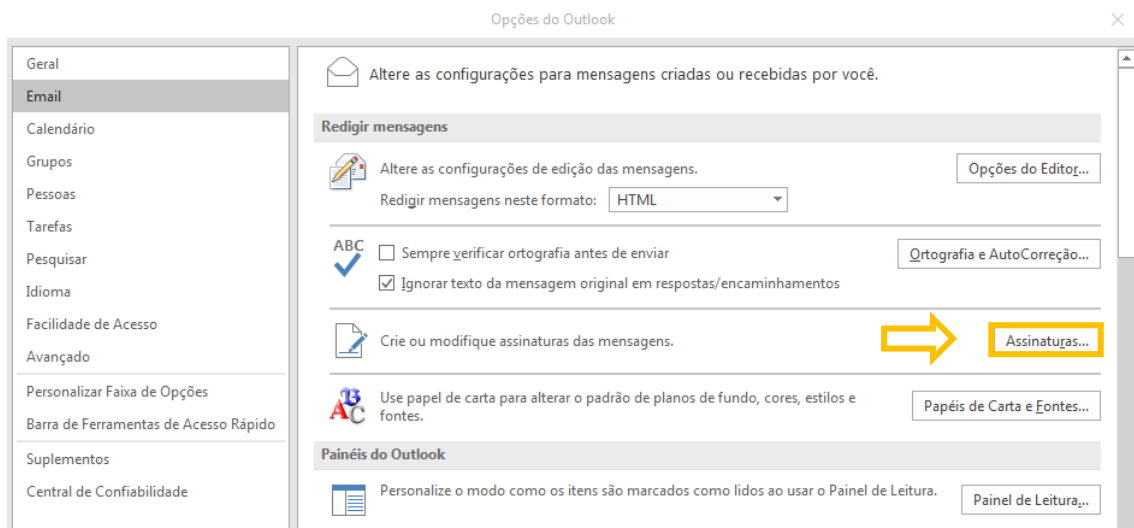 Opções do Outlook
Geral
Email
Calendário
Grupos
Pessoas
Tarefas
Pesquisar
Idioma
Facilidade de Acesso
Avançado
Personalizar Faixa de Opções
Barra de Ferramentas de Acesso Rápido
Suplementos
Central de Confiabilidade
Altere as configurações para mensagens criadas ou recebidas por você.
Redigir mensagens
Altere as configurações de edição das mensagens.
Opções do Editor...
Redigir mensagens neste formato: HTML
ABC
Sempre verificar ortografia antes de enviar
Ortografia e AutoCorreção...
Ignorar texto da mensagem original em respostas/encaminhamentos
Crie ou modifique assinaturas das mensagens.
Assinaturas...
ABC
Use papel de carta para alterar o padrão de planos de fundo, cores, estilos e
fontes.
Papéis de Carta e Fontes...
Painéis do Outlook
Personalize o modo como os itens são marcados como lidos ao usar o Painel de Leitura.
Painel de Leitura...